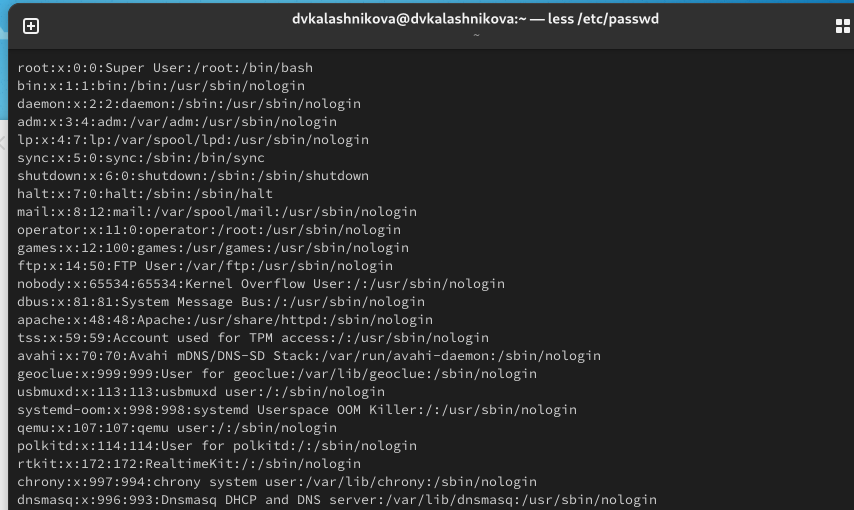 dvkalashnikova@dvkalashnikova:~ — less /etc/passwd
~
root:x:0:0:Super User:/root:/bin/bash
bin:x:1:1:bin:/bin:/usr/sbin/nologin
daemon:x:2:2:daemon:/sbin:/usr/sbin/nologin
adm:x:3:4:adm:/var/adm:/usr/sbin/nologin
lp:x:4:7:lp:/var/spool/lpd:/usr/sbin/nologin
sync:x:5:0:sync:/sbin:/bin/sync
shutdown:x:6:0:shutdown:/sbin:/sbin/shutdown
halt:x:7:0:halt:/sbin:/sbin/halt
mail:x:8:12:mail:/var/spool/mail:/usr/sbin/nologin
operator:x:11:0:operator:/root:/usr/sbin/nologin
games:x:12:100:games:/usr/games:/usr/sbin/nologin
ftp:x:14:50:FTP User:/var/ftp:/usr/sbin/nologin
nobody:x:65534:65534:Kernel Overflow User:/:/usr/sbin/nologin
dbus:x:81:81:System Message Bus:/:/usr/sbin/nologin
apache:x:48:48:Apache:/usr/share/httpd:/sbin/nologin
tss:x:59:59:Account used for TPM access:/:/usr/sbin/nologin
avahi:x:70:70:Avahi mDNS/DNS-SD Stack:/var/run/avahi-daemon:/sbin/nologin
geoclue:x:999:999:User for geoclue:/var/lib/geoclue:/sbin/nologin
usbmuxd:x:113:113:usbmuxd user:/:/sbin/nologin
systemd-oom:x:998:998:systemd Userspace OOM Killer:/:/usr/sbin/nologin
qemu:x:107:107:qemu user:/:/sbin/nologin
polkitd:x:114:114:User for polkitd:/:/sbin/nologin
rtkit:x:172:172:RealtimeKit:/:/sbin/nologin
chrony:x:997:994:chrony system user:/var/lib/chrony:/sbin/nologin
dnsmasq:x:996:993:Dnsmasq DHCP and DNS server:/var/lib/dnsmasq:/usr/sbin/nologin